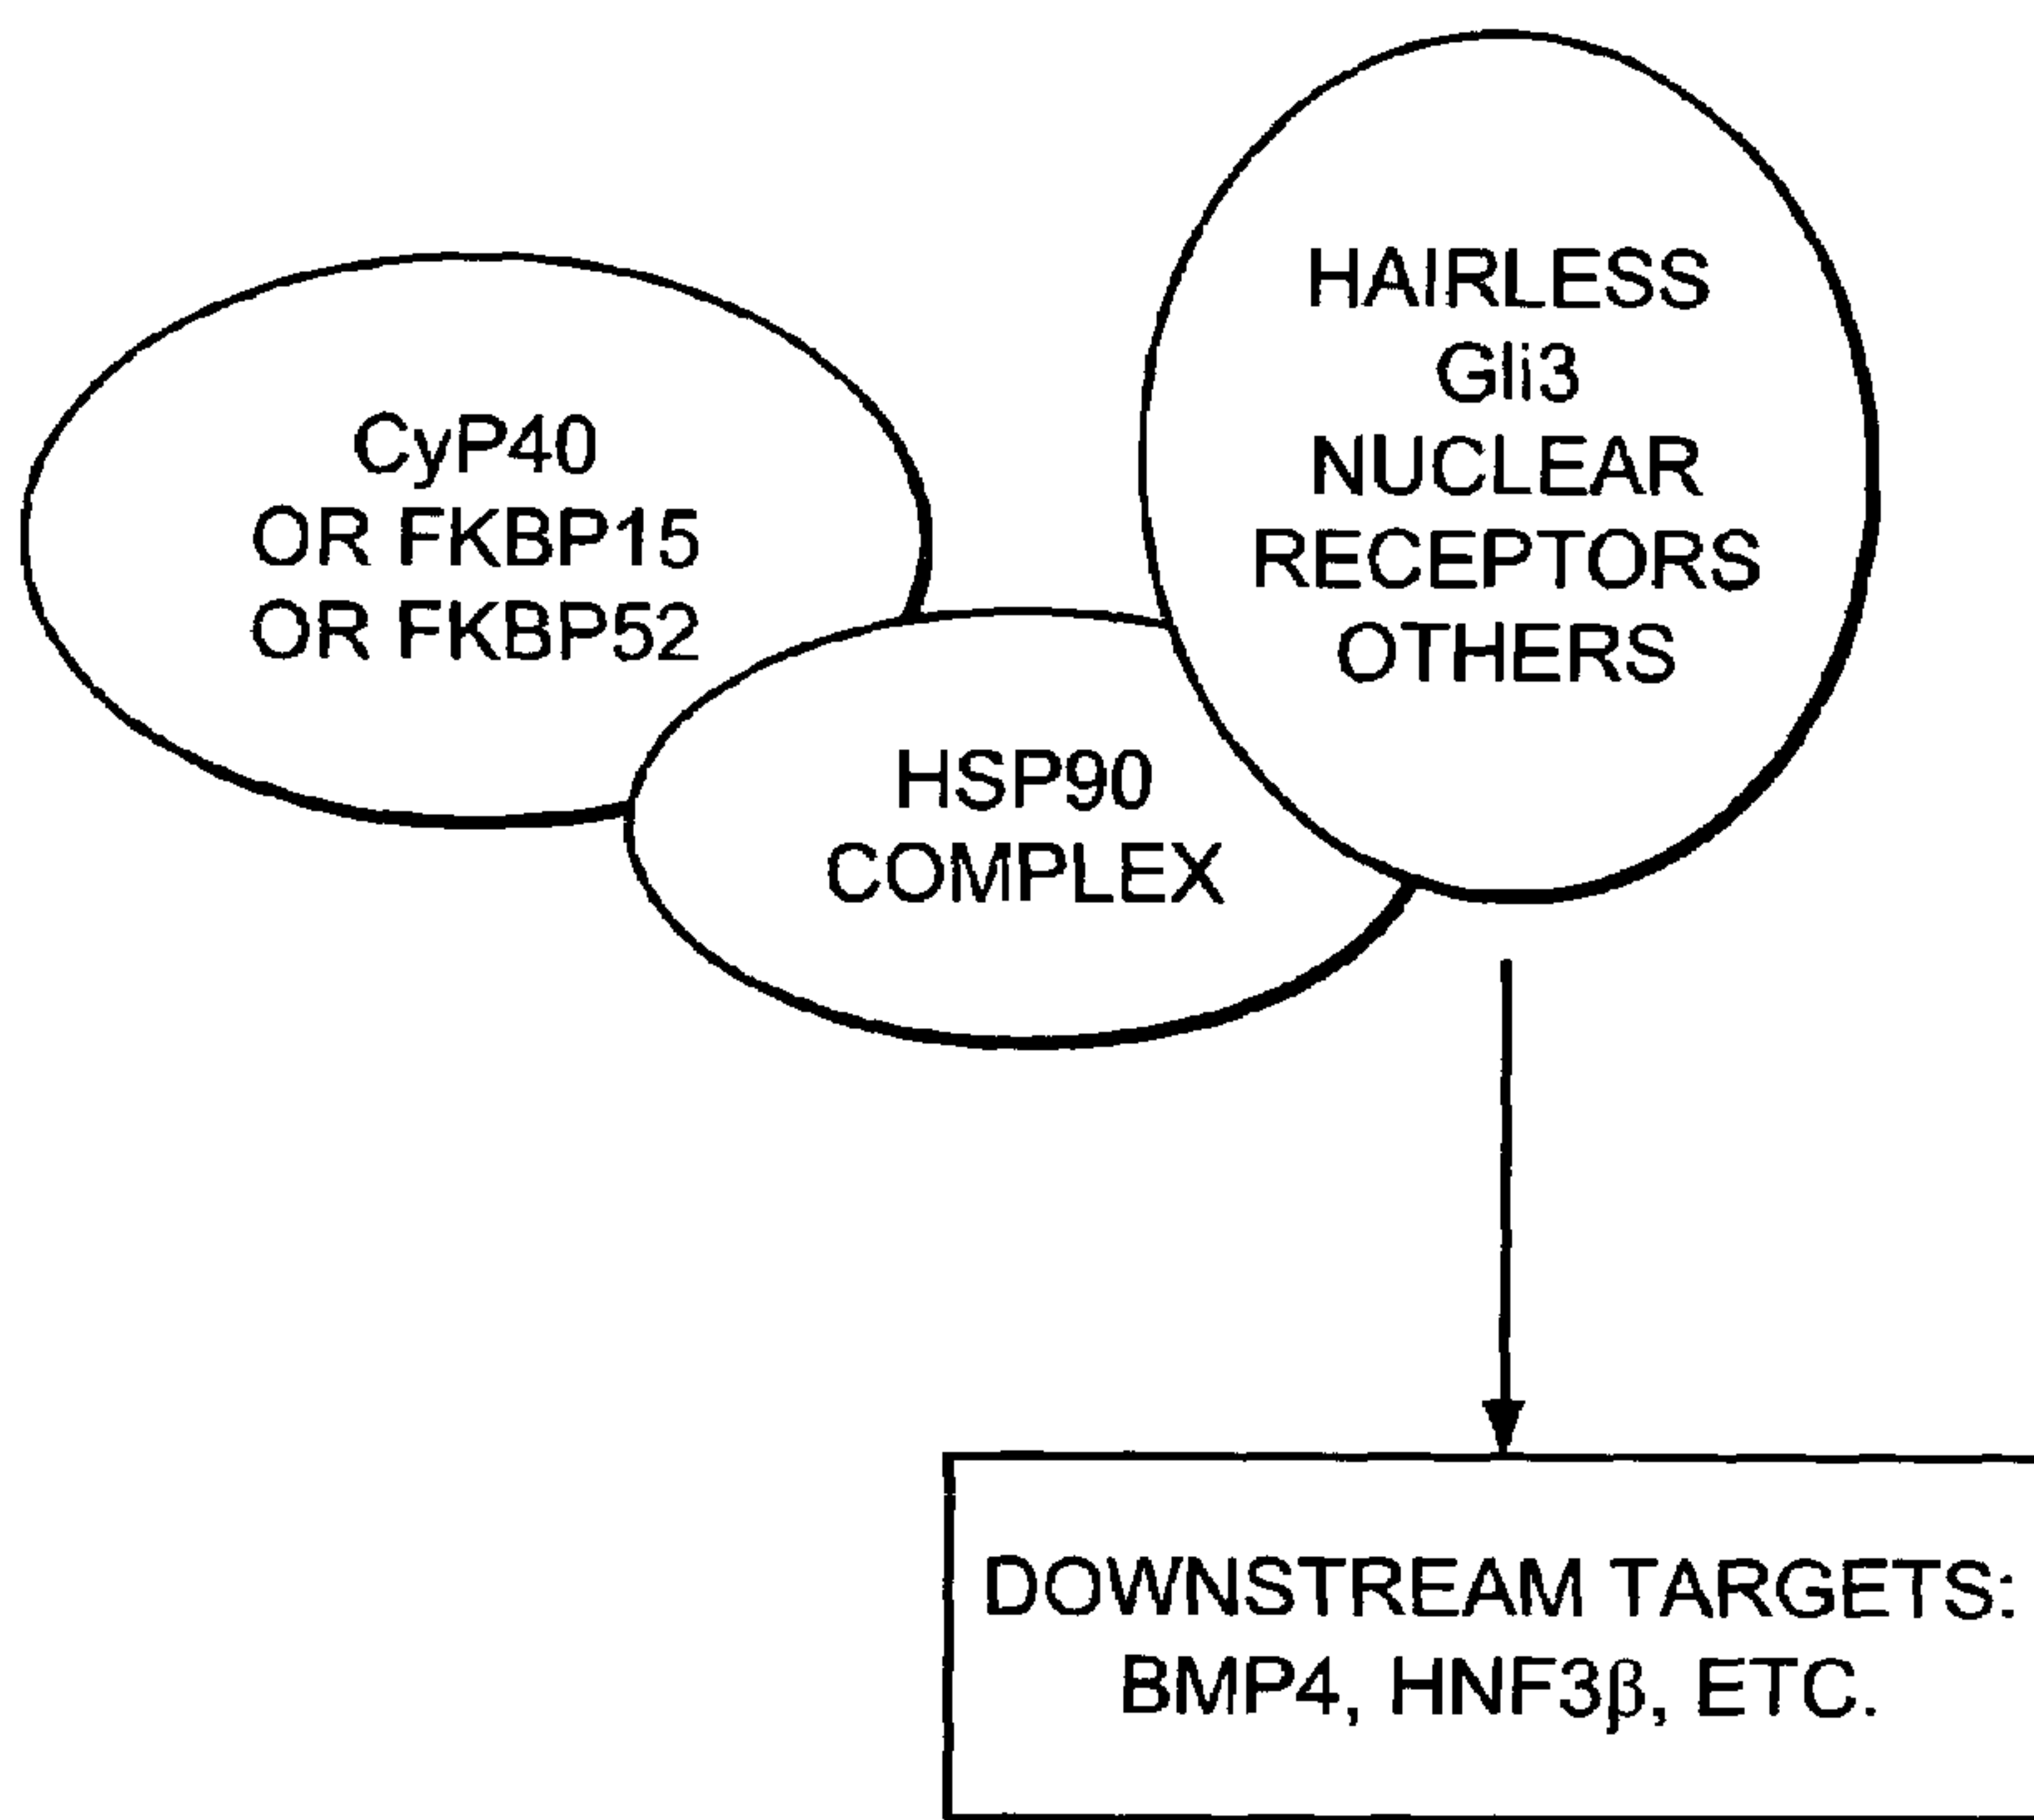 CyP40
OR FKBP15
OR FKBP52
HAIRLESS
Gli3
NUCLEAR
RECEPTORS
OTHERS
HSP90
COMPLEX
DOWNSTREAM TARGETS:
BMP4, HNF3β, ETC.